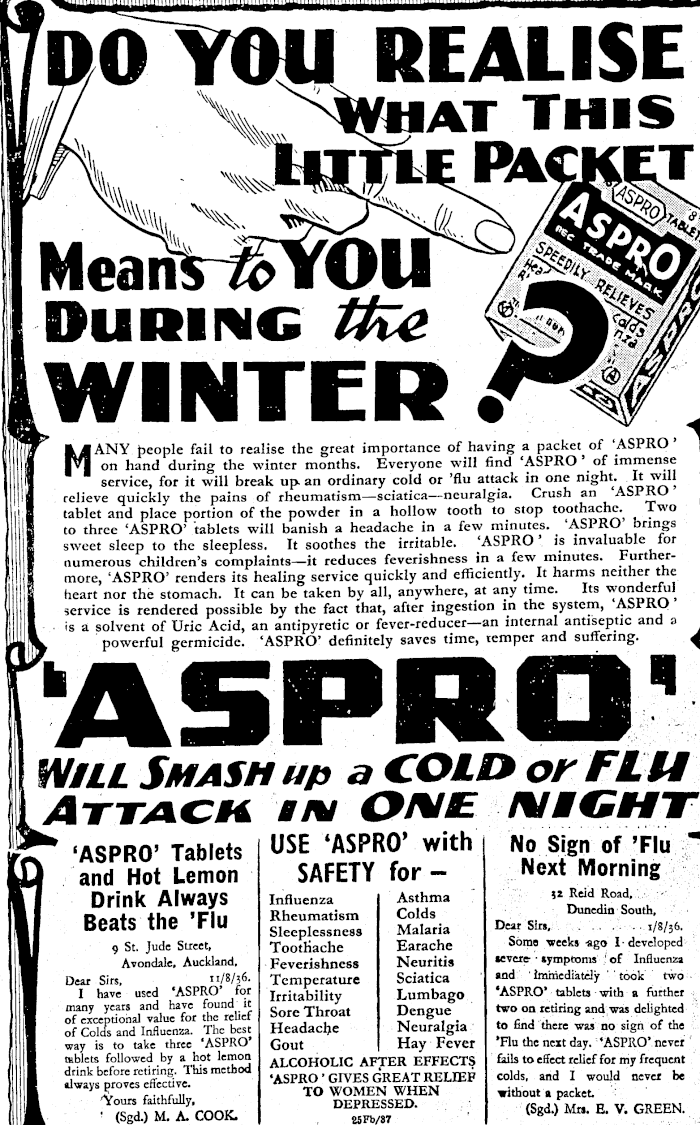 DO YOU REALISE
WHAT THIS
LITTLE PACKET
Means to YOU
DURING the
WINTER?
ASPRO TABLET
ASPRO
REG TRADE MARK
SPEEDILY RELIEVES
Head
Colds
ASPRO
MANY people fail to realise the great importance of having a packet of 'ASPRO'
on hand during the winter months. Everyone will find 'ASPRO' of immense
service, for it will break up an ordinary cold or 'flu attack in one night. It will
relieve quickly the pains of rheumatism—sciatica—neuralgia. Crush an 'ASPRO'
tablet and place portion of the powder in a hollow tooth to stop toothache. Two
to three 'ASPRO' tablets will banish a headache in a few minutes. 'ASPRO' brings
sweet sleep to the sleepless. It soothes the irritable. 'ASPRO' is invaluable for
numerous children's complaints—it reduces feverishness in a few minutes. Further-
more, 'ASPRO' renders its healing service quickly and efficiently. It harms neither the
heart nor the stomach. It can be taken by all, anywhere, at any time. Its wonderful
service is rendered possible by the fact that, after ingestion in the system, 'ASPRO'
is a solvent of Uric Acid, an antipyretic or fever-reducer—an internal antiseptic and a
powerful germicide. 'ASPRO' definitely saves time, temper and suffering.
'ASPRO'
WILL SMASH up a COLD or FLU
ATTACK IN ONE NIGHT
'ASPRO' Tablets
and Hot Lemon
Drink Always
Beats the 'Flu
9 St. Jude Street,
Avondale, Auckland,
Dear Sirs, 11/8/36.
I have used 'ASPRO' for
many years and have found it
of exceptional value for the relief
of Colds and Influenza. The best
way is to take three 'ASPRO'
tablets followed by a hot lemon
drink before retiring. This method
always proves effective.
Yours faithfully,
(Sgd.) M. A. COOK.
USE 'ASPRO' with
SAFETY for —
Influenza
Rheumatism
Sleeplessness
Toothache
Feverishness
Temperature
Irritability
Sore Throat
Headache
Gout
Asthma
Colds
Malaria
Earache
Neuritis
Sciatica
Lumbago
Dengue
Neuralgia
Hay Fever
ALCOHOLIC AFTER EFFECTS
'ASPRO' GIVES GREAT RELIEF
TO WOMEN WHEN
DEPRESSED.
25Fb/37
No Sign of 'Flu
Next Morning
32 Reid Road,
Dunedin South,
Dear Sirs, 1/8/36.
Some weeks ago I developed
severe symptoms of Influenza
and immediately took two
'ASPRO' tablets with a further
two on retiring and was delighted
to find there was no sign of the
'Flu the next day. 'ASPRO' never
fails to effect relief for my frequent
colds, and I would never be
without a packet.
(Sgd.) Mrs. E. V. GREEN.